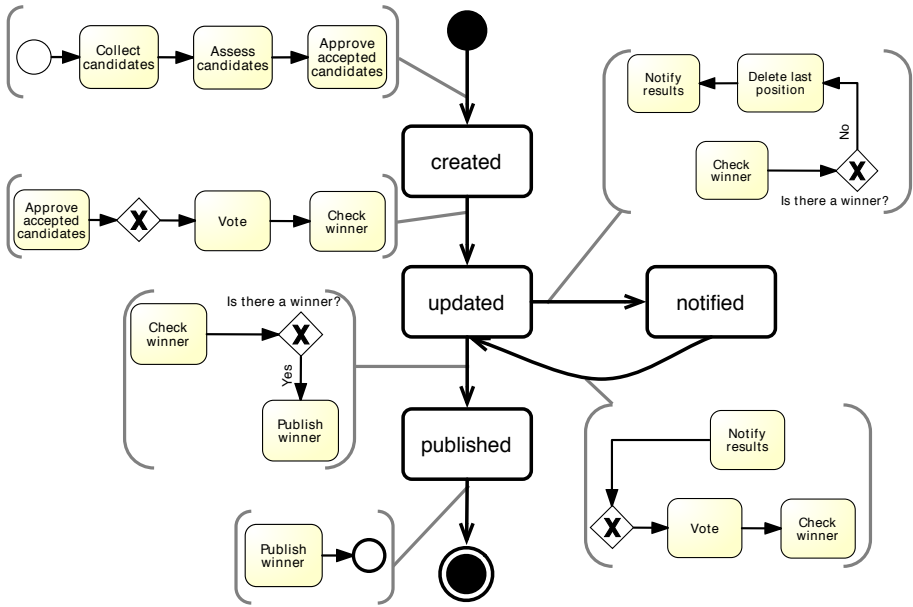 Collect
candidates
Assess
candidates
Approve
accepted
candidates
created
Notify
results
Delete last
position
No
Check
winner
X
Is there a winner?
Approve
accepted
candidates
X
Vote
Check
winner
updated
notified
Is there a winner?
Check
winner
X
Yes
Publish
winner
published
Notify
results
X
Vote
Check
winner
Publish
winner